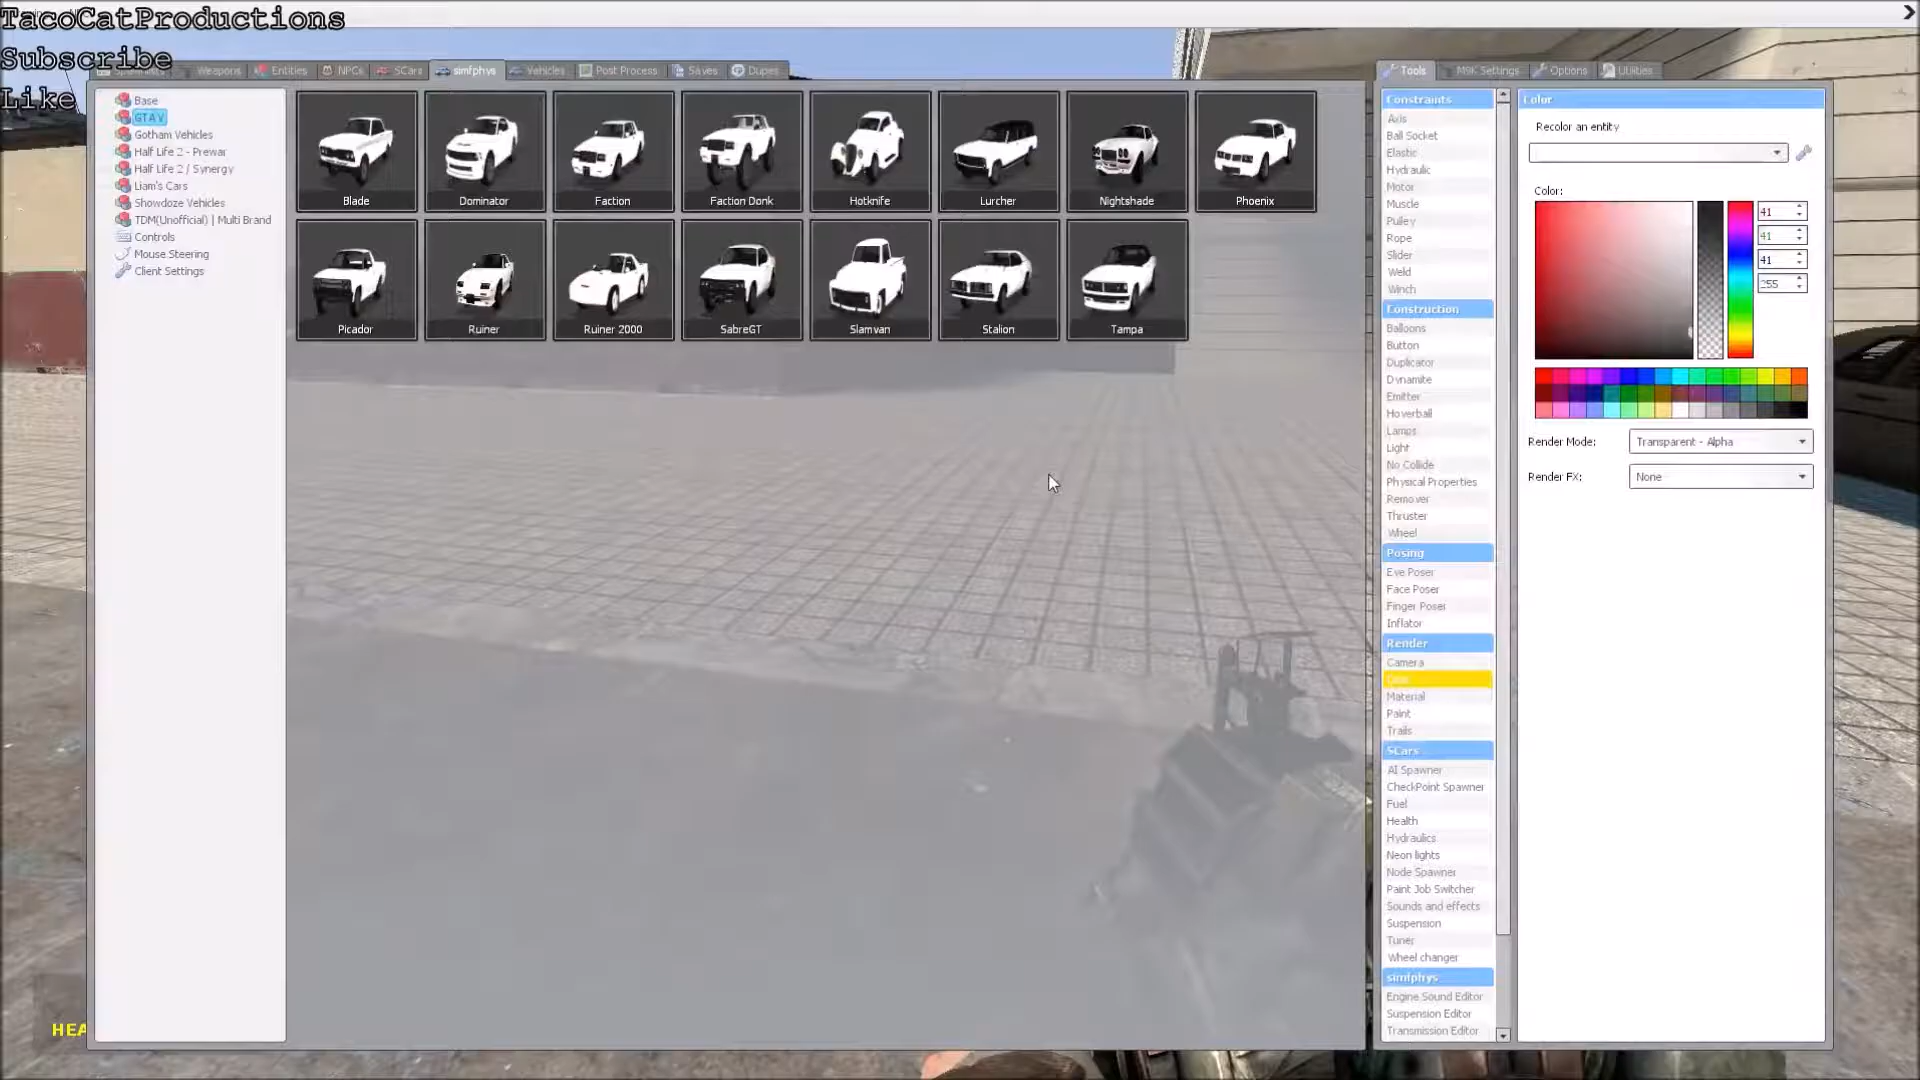 TacoCatProductions
Subscribe
Like
Weapons
Entities
NPCs
SCars
simfphys
Vehicles
Post Process
Saves
Dupes
Base
GTA V
Gotham Vehicles
Half Life 2 - Prewar
Half Life 2 / Synergy
Liam's Cars
Showdoze Vehicles
TDM(Unofficial) | Multi Brand
Controls
Mouse Steering
Client Settings
Blade
Dominator
Faction
Faction Donk
Hotknife
Lurcher
Nightshade
Phoenix
Picador
Ruiner
Ruiner 2000
SabreGT
Slamvan
Stalion
Tampa
HEA
Tools
M9K Settings
Options
Utilities
Constraints
Axis
Ball Socket
Elastic
Hydraulic
Motor
Muscle
Pulley
Rope
Slider
Weld
Winch
Construction
Balloons
Button
Duplicator
Dynamite
Emitter
Hoverball
Lamps
Light
No Collide
Physical Properties
Remover
Thruster
Wheel
Posing
Eye Poser
Face Poser
Finger Poser
Inflator
Render
Camera
Color
Material
Paint
Trails
SCars
AI Spawner
CheckPoint Spawner
Fuel
Health
Hydraulics
Neon lights
Node Spawner
Paint Job Switcher
Sounds and effects
Suspension
Tuner
Wheel changer
simfphys
Engine Sound Editor
Suspension Editor
Transmission Editor
Color
Recolor an entity
Color:
41
41
41
255
Render Mode:
Transparent - Alpha
Render FX:
None